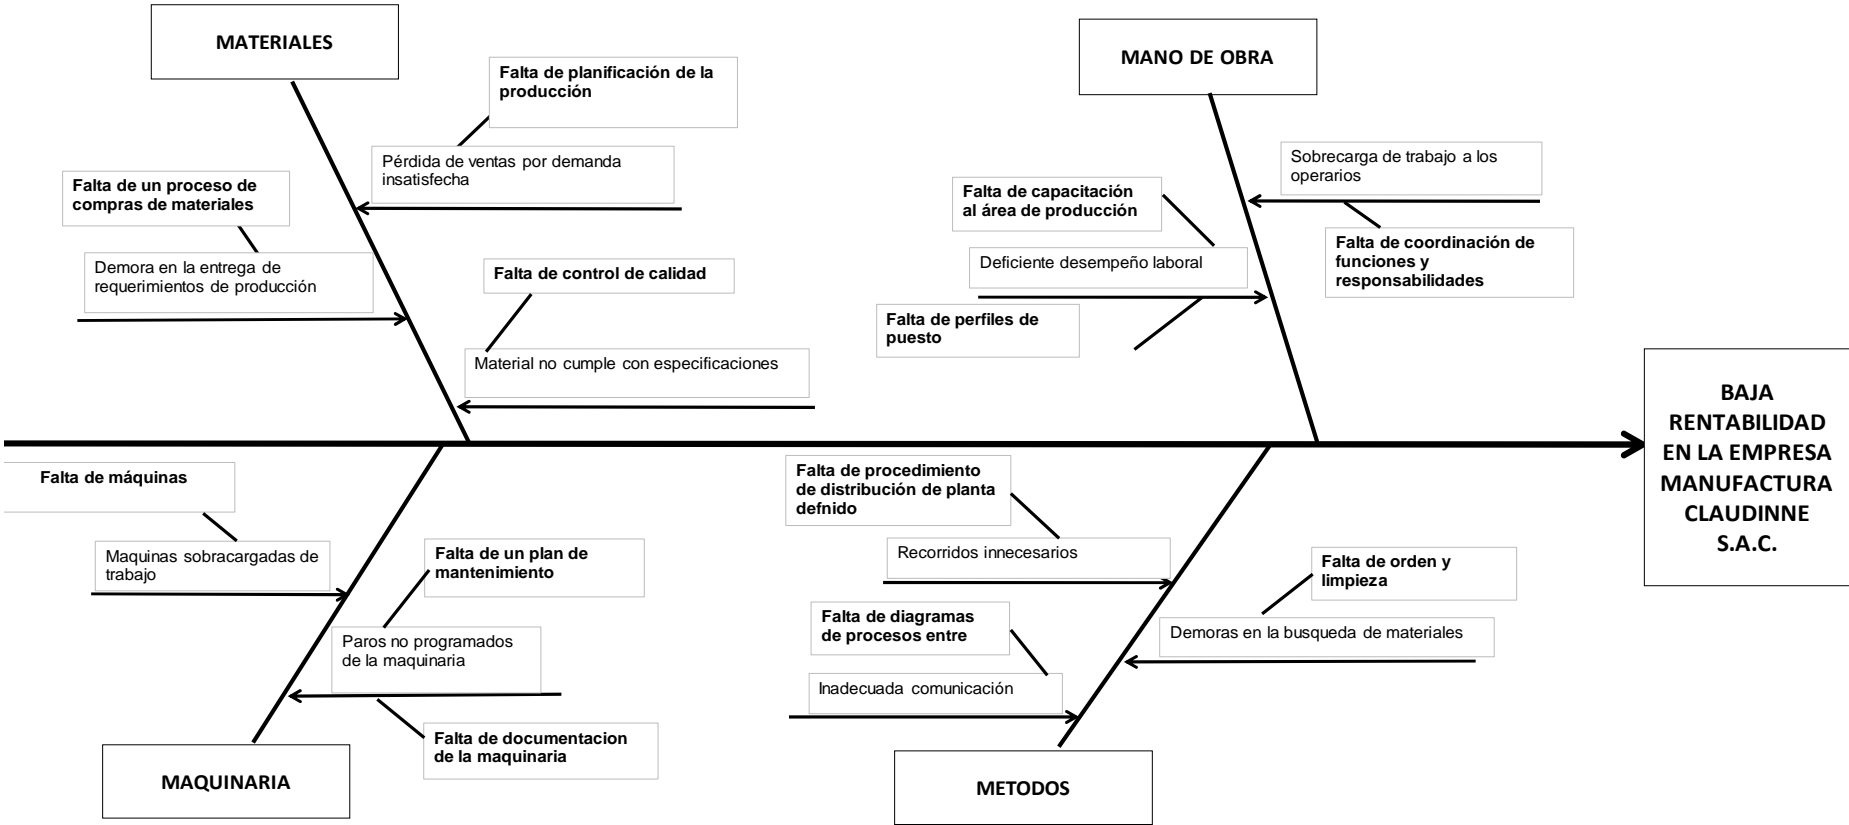 MATERIALES
Falta de planificación de la
producción
Pérdida de ventas por demanda
insatisfecha
Falta de un proceso de
compras de materiales
Demora en la entrega de
requerimientos de producción
Falta de control de calidad
Material no cumple con especificaciones
MANO DE OBRA
Sobrecarga de trabajo a los
operarios
Falta de capacitación
al área de producción
Falta de coordinación de
funciones y
responsabilidades
Deficiente desempeño laboral
Falta de perfiles de
puesto
BAJA
RENTABILIDAD
EN LA EMPRESA
MANUFACTURA
CLAUDINNE
S.A.C.
Falta de máquinas
Maquinas sobracargadas de
trabajo
Falta de un plan de
mantenimiento
Paros no programados
de la maquinaria
Falta de documentacion
de la maquinaria
MAQUINARIA
Falta de procedimiento
de distribución de planta
defnido
Recorridos innecesarios
Falta de orden y
limpieza
Falta de diagramas
de procesos entre
Demoras en la busqueda de materiales
Inadecuada comunicación
METODOS